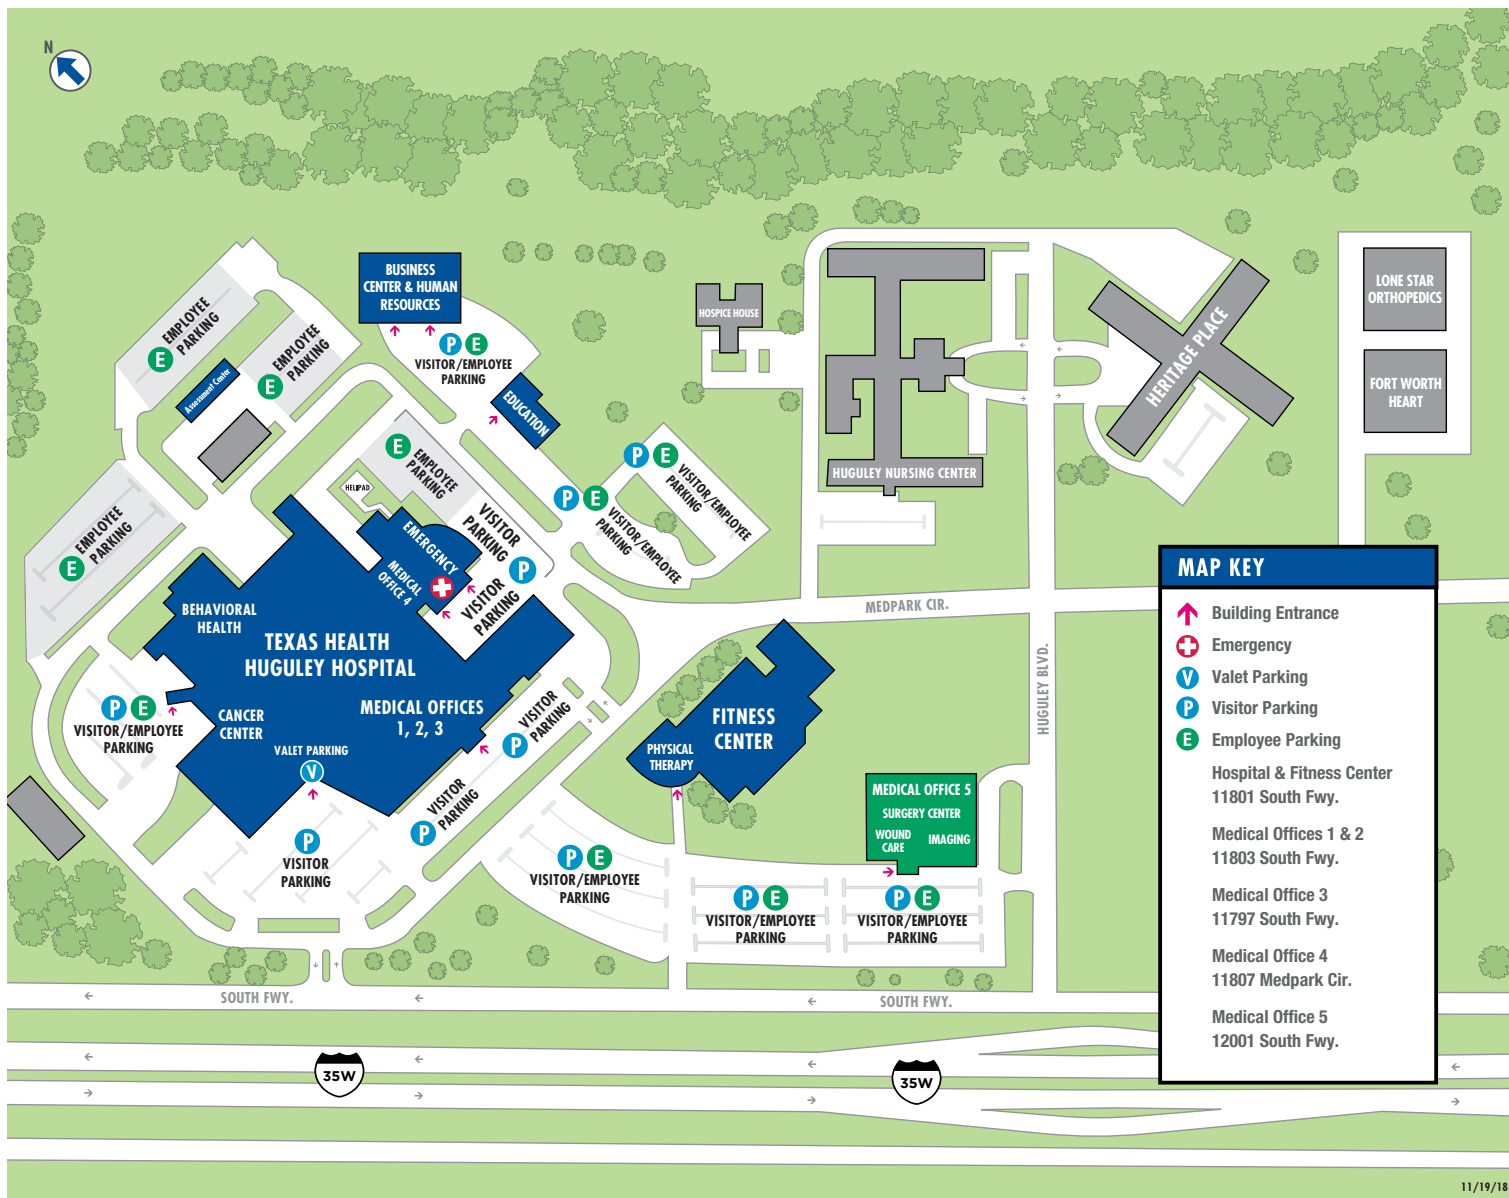 N
BUSINESS
CENTER & HUMAN
RESOURCES
P E
VISITOR/EMPLOYEE
PARKING
EMPLOYEE
PARKING
E
EMPLOYEE
PARKING
E
Assessment Center
EDUCATION
HOSPICE HOUSE
HUGULEY NURSING CENTER
HERITAGE PLACE
LONE STAR
ORTHOPEDICS
FORT WORTH
HEART
E
EMPLOYEE
PARKING
HELIPAD
P E
VISITOR/EMPLOYEE
PARKING
P E
VISITOR/EMPLOYEE
PARKING
E
EMPLOYEE
PARKING
VISITOR
PARKING
P
VISITOR
PARKING
EMERGENCY
MEDICAL
OFFICE 4
BEHAVIORAL
HEALTH
TEXAS HEALTH
HUGULEY HOSPITAL
MEDICAL OFFICES
1, 2, 3
CANCER
CENTER
VALET PARKING
V
P E
VISITOR/EMPLOYEE
PARKING
P
VISITOR
PARKING
P
VISITOR
PARKING
P
VISITOR
PARKING
MEDPARK CIR.
HUGULEY BLVD.
FITNESS
CENTER
PHYSICAL
THERAPY
MEDICAL OFFICE 5
SURGERY CENTER
WOUND
CARE
IMAGING
P E
VISITOR/EMPLOYEE
PARKING
P E
VISITOR/EMPLOYEE
PARKING
P E
VISITOR/EMPLOYEE
PARKING
SOUTH FWY.
SOUTH FWY.
35W
35W
MAP KEY
Building Entrance
Emergency
V Valet Parking
P Visitor Parking
E Employee Parking
Hospital & Fitness Center
11801 South Fwy.
Medical Offices 1 & 2
11803 South Fwy.
Medical Office 3
11797 South Fwy.
Medical Office 4
11807 Medpark Cir.
Medical Office 5
12001 South Fwy.
11/19/18